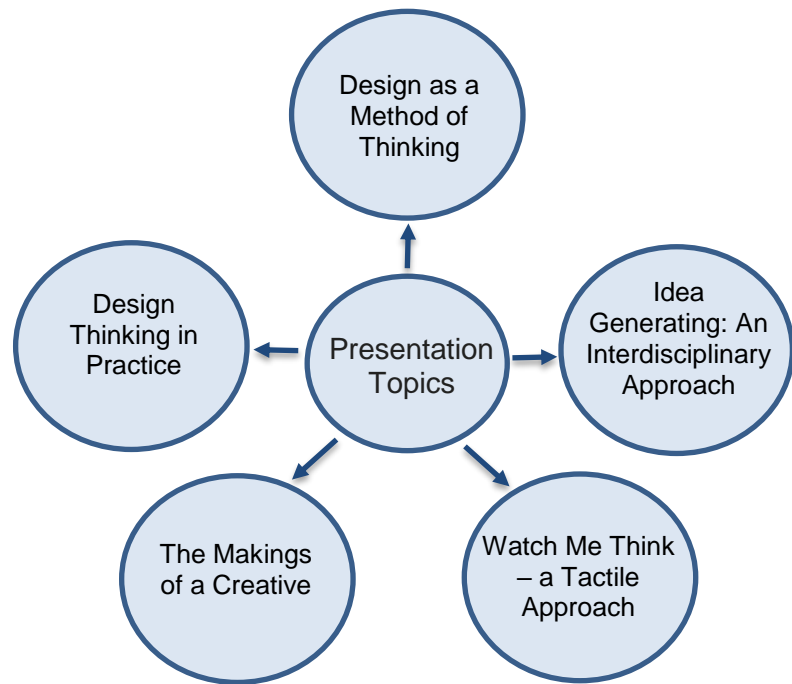 Design as a
Method of
Thinking
Design
Thinking in
Practice
Presentation
Topics
Idea
Generating: An
Interdisciplinary
Approach
The Makings
of a Creative
Watch Me Think
– a Tactile
Approach